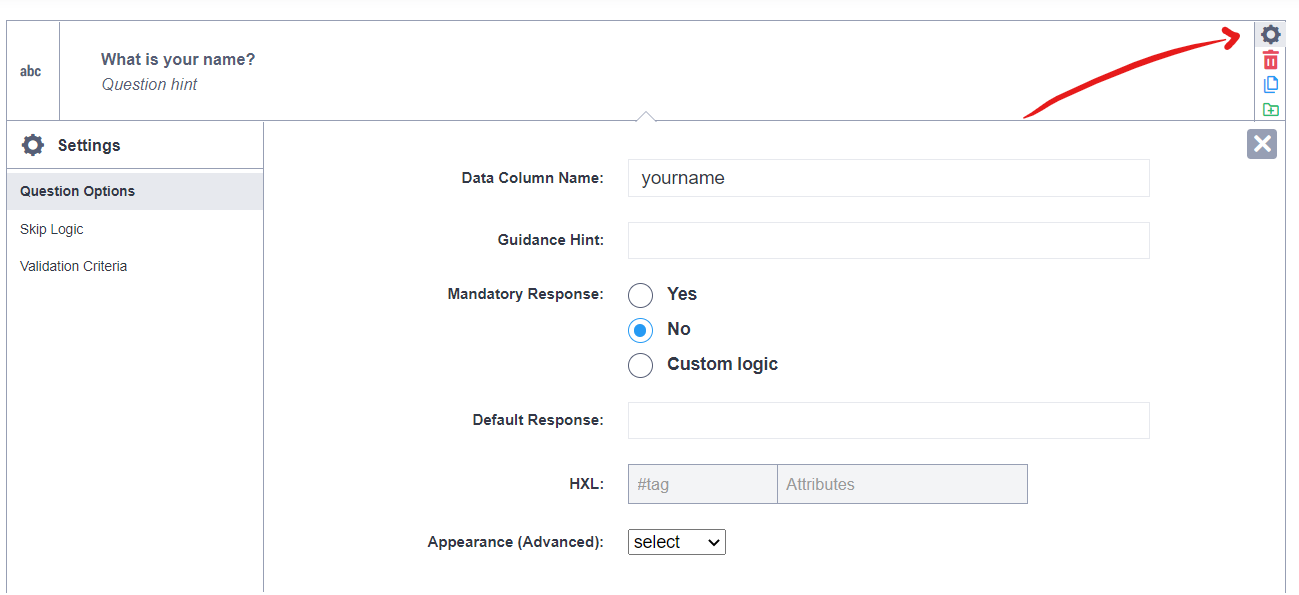 abc
What is your name?
Question hint
Settings
Question Options
Skip Logic
Validation Criteria
Data Column Name: yourname
Guidance Hint:
Mandatory Response: Yes
No
Custom logic
Default Response:
HXL: #tag Attributes
Appearance (Advanced): select